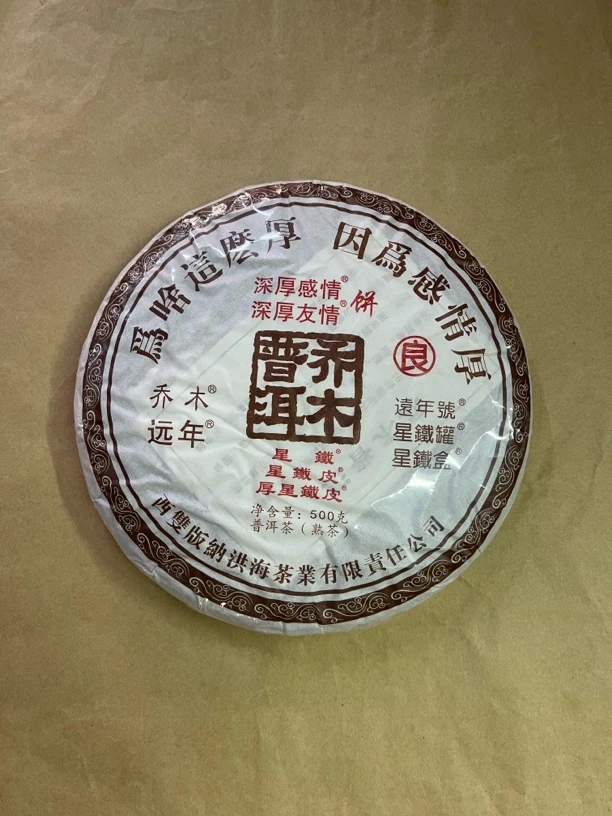 爲啥這麽厚 因爲感情厚
深厚感情®
深厚友情®
餅
喬木
普洱
良
乔木®
远年®
遠年號®
星鐵罐®
星鐵盒®
星鐵®
星鐵皮®
厚星鐵皮®
净含量：500克
普洱茶（熟茶）
西雙版納洪海茶業有限責任公司